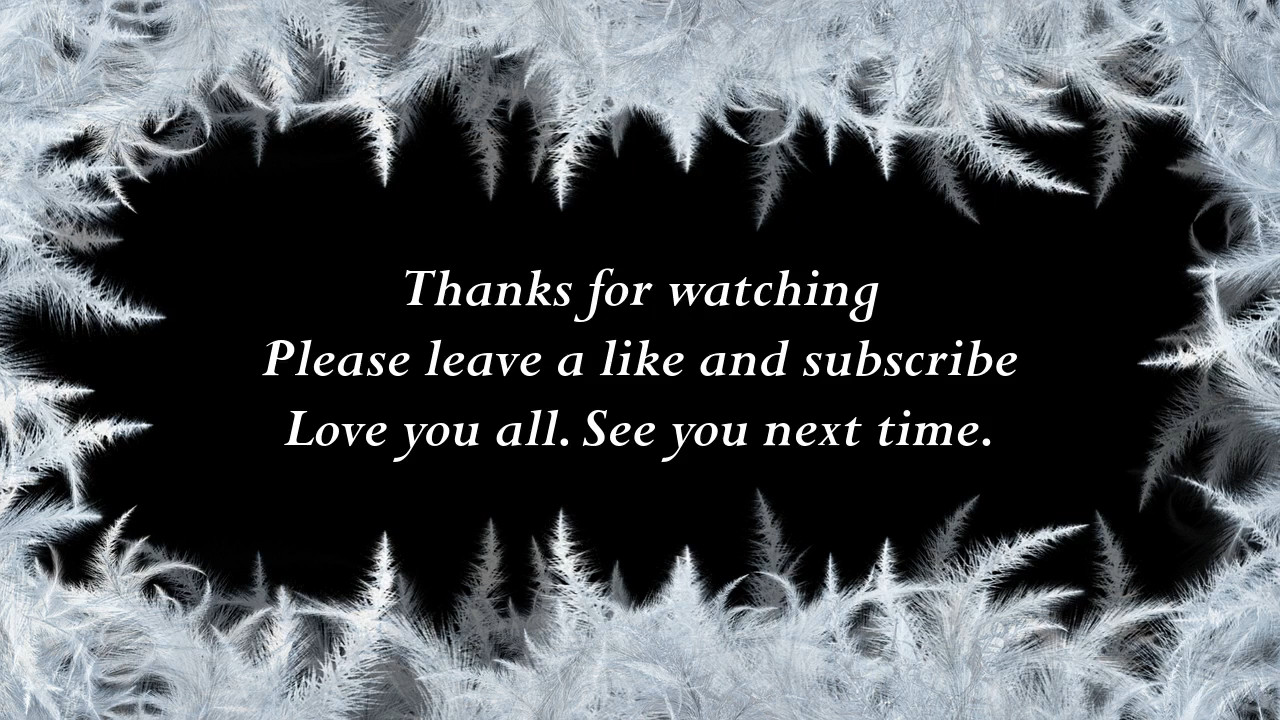 Thanks for watching
Please leave a like and subscribe
Love you all. See you next time.